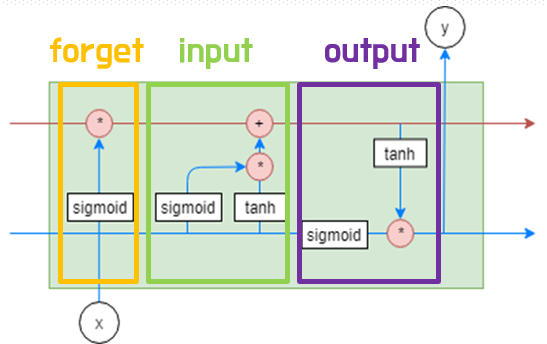 y
forget input output
*
+
*
tanh
sigmoid sigmoid tanh
sigmoid
*
x